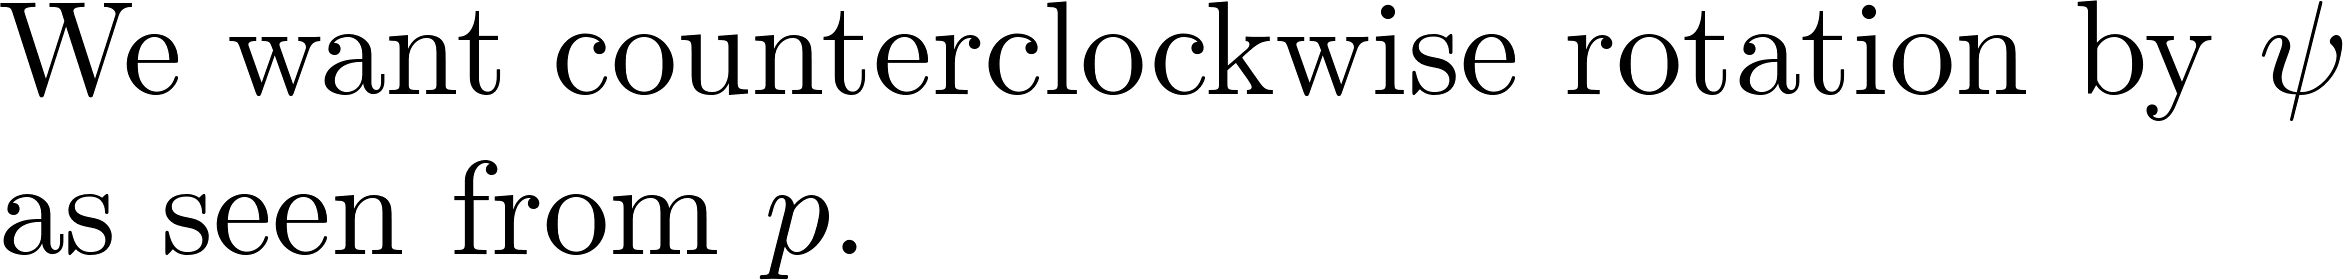 We want counterclockwise rotation by ψ
as seen from p.